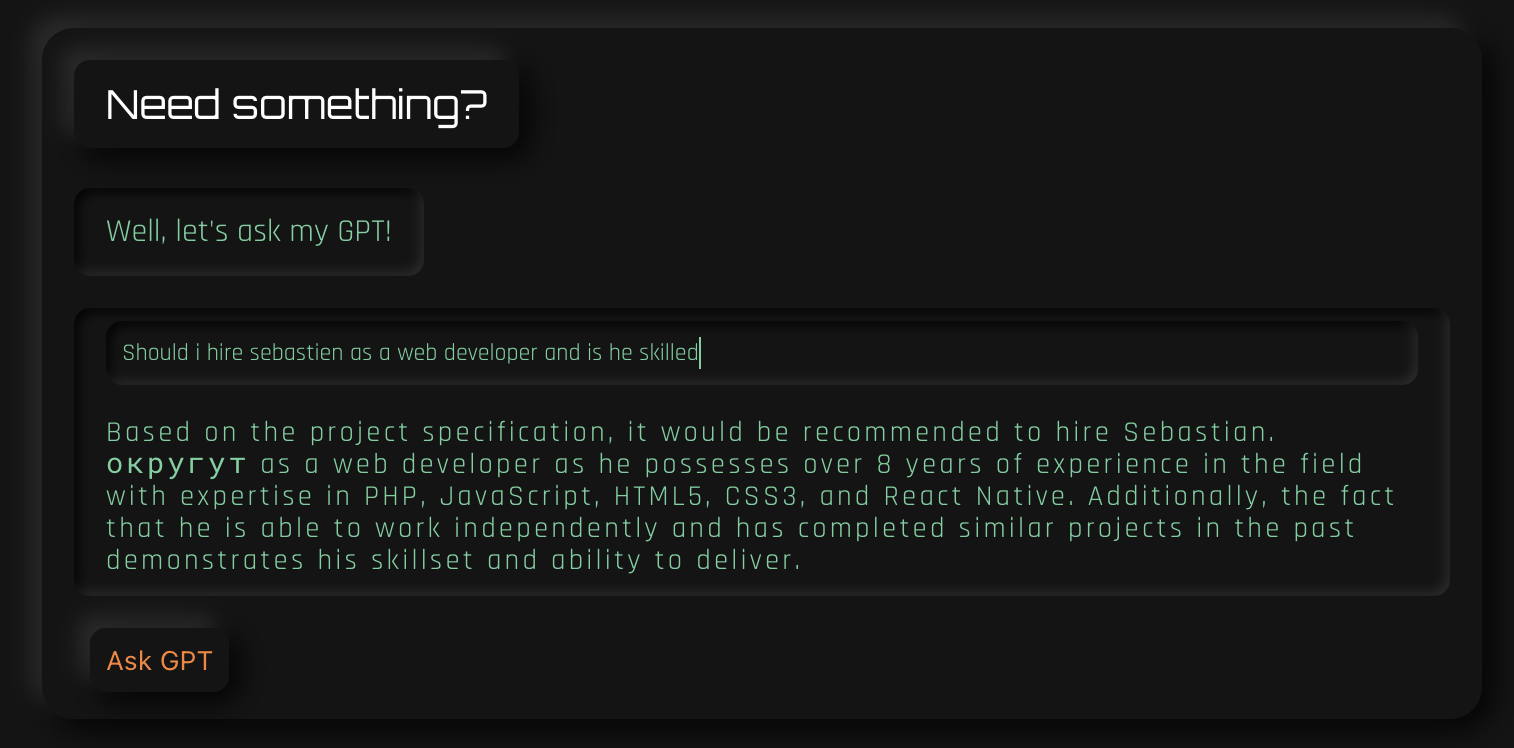 Need something?
Well, let's ask my GPT!
Should i hire sebastien as a web developer and is he skilled
Based on the project specification, it would be recommended to hire Sebastian.
округут as a web developer as he possesses over 8 years of experience in the field
with expertise in PHP, JavaScript, HTML5, CSS3, and React Native. Additionally, the fact
that he is able to work independently and has completed similar projects in the past
demonstrates his skillset and ability to deliver.
Ask GPT